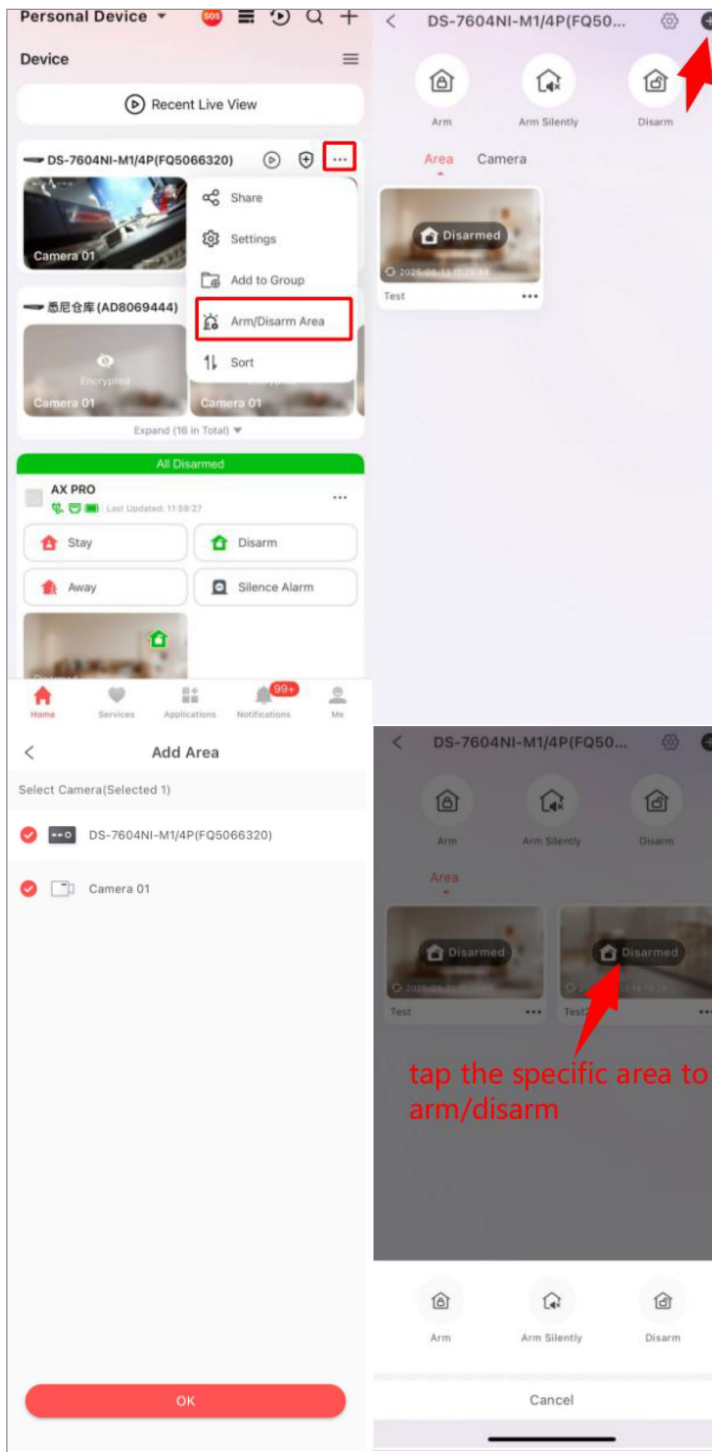 Personal Device
SOS
Device
Recent Live View
DS-7604NI-M1/4P(FQ5066320)
Camera 01
Share
Settings
Add to Group
Arm/Disarm Area
Sort
悉尼仓库(AD8069444)
Encrypted
Camera 01
Camera 01
Expand (16 in Total)
All Disarmed
AX PRO
Last Updated: 11:59:27
Stay
Disarm
Away
Silence Alarm
Disarmed
Home
Services
Applications
99+
Notifications
Me
DS-7604NI-M1/4P(FQ50...
Arm
Arm Silently
Disarm
Area
Camera
Disarmed
Test
Add Area
Select Camera(Selected 1)
DS-7604NI-M1/4P(FQ5066320)
Camera 01
OK
DS-7604NI-M1/4P(FQ50...
Arm
Arm Silently
Disarm
Area
Disarmed
Disarmed
Test
tap the specific area to
arm/disarm
Arm
Arm Silently
Disarm
Cancel